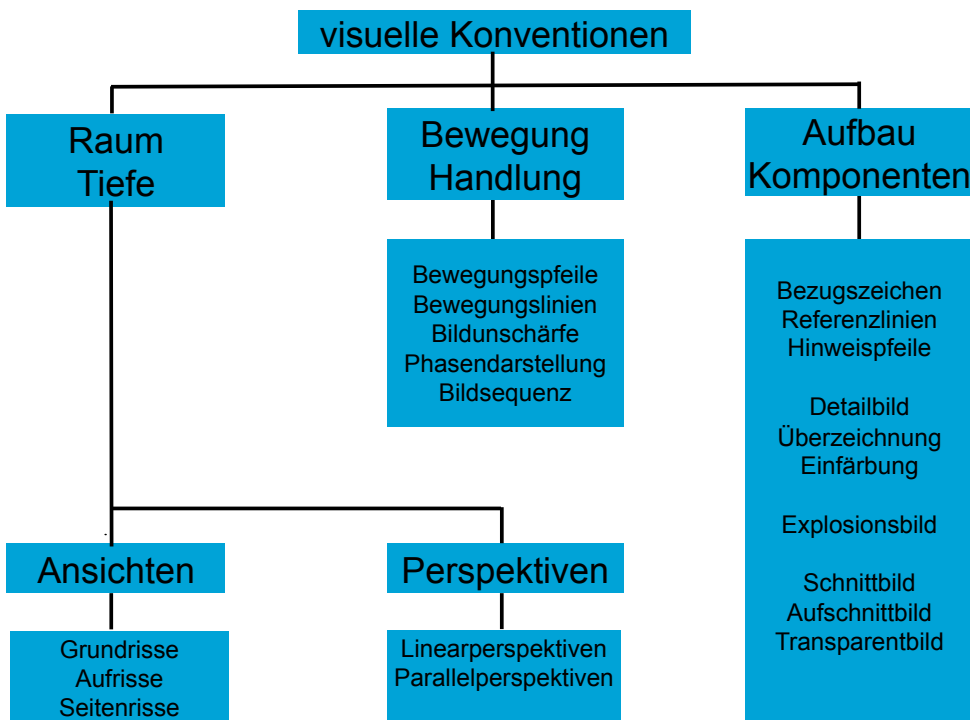 visuelle Konventionen
Raum
Tiefe
Bewegung
Handlung
Aufbau
Komponenten
Bewegungspfeile
Bewegungslinien
Bildunschärfe
Phasendarstellung
Bildsequenz
Bezugszeichen
Referenzlinien
Hinweispfeile
Detailbild
Überzeichnung
Einfärbung
Explosionsbild
Schnittbild
Aufschnittbild
Transparentbild
Ansichten
Perspektiven
Grundrisse
Aufrisse
Seitenrisse
Linearperspektiven
Parallelperspektiven